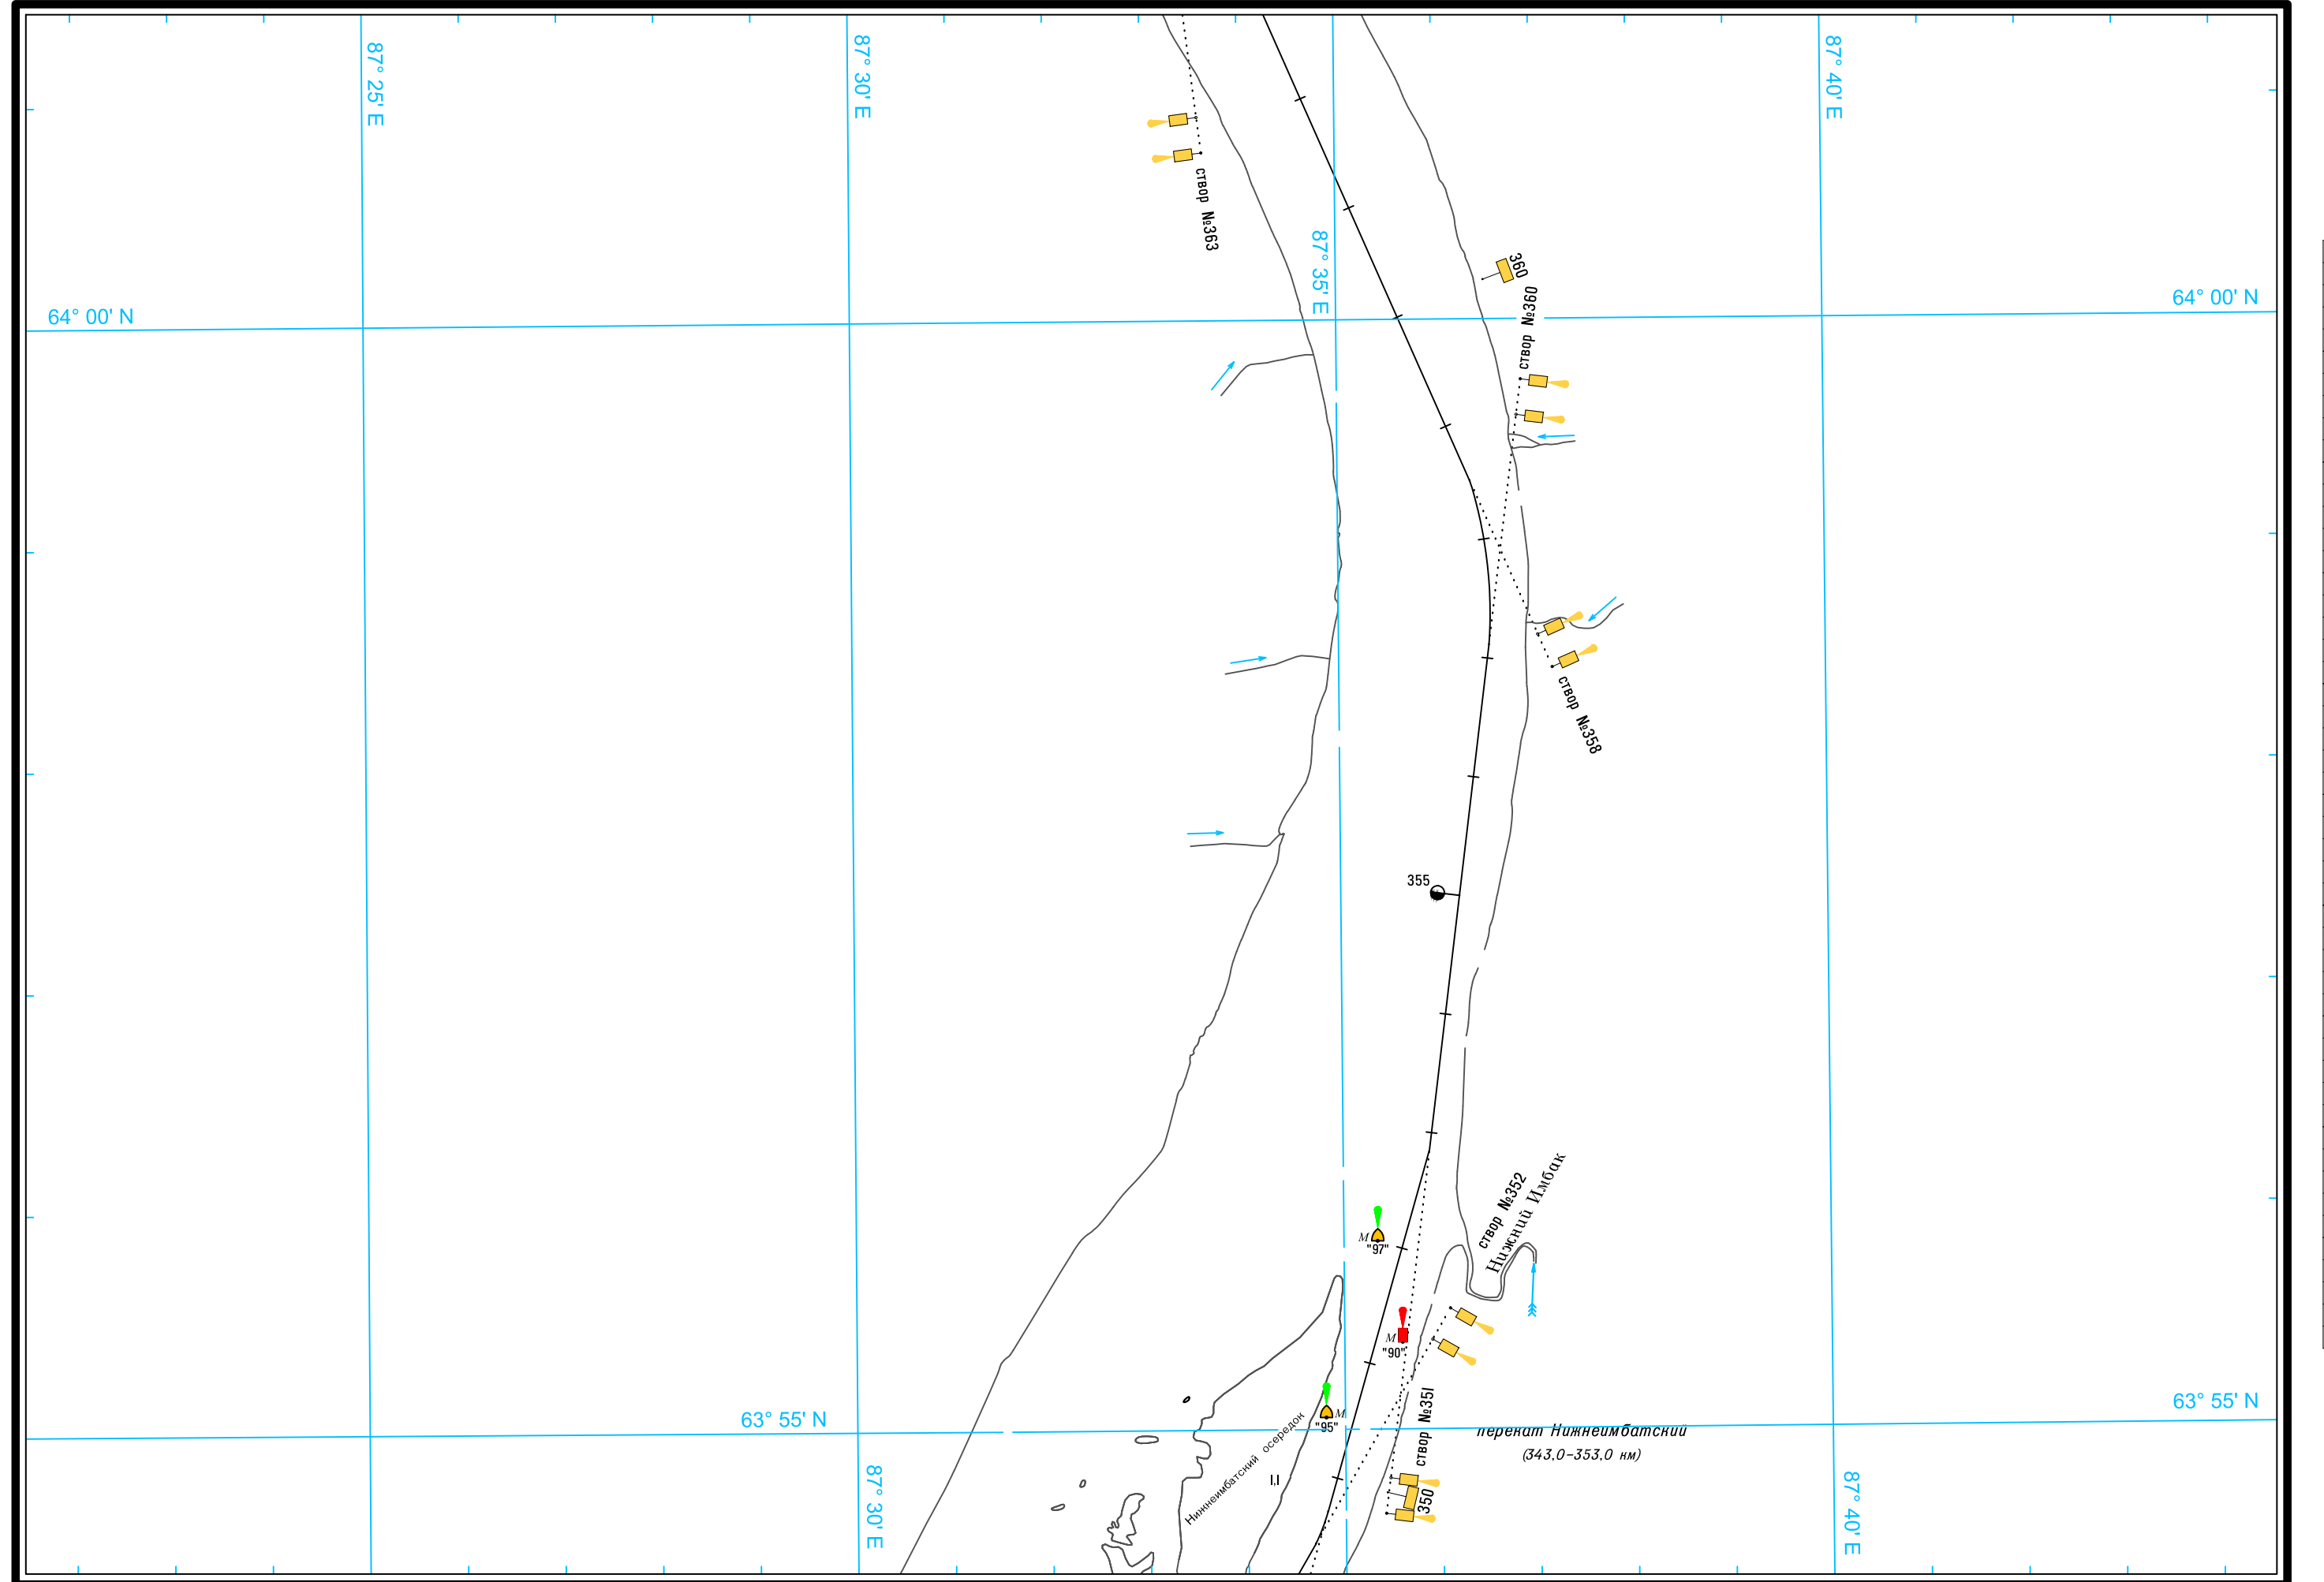 87° 25' E
87° 30' E
87° 40' E
створ №363
87° 35' E
360
створ №360
64° 00' N
64° 00' N
створ №358
355
створ №352
Нижний Имбак
М
"97"
М
"90"
створ №351
63° 55' N
63° 55' N
М
"95"
Нижнеимбатский осередок
перекат Нижнеимбатский
(343,0-353,0 км)
1,1
350
87° 30' E
87° 40' E